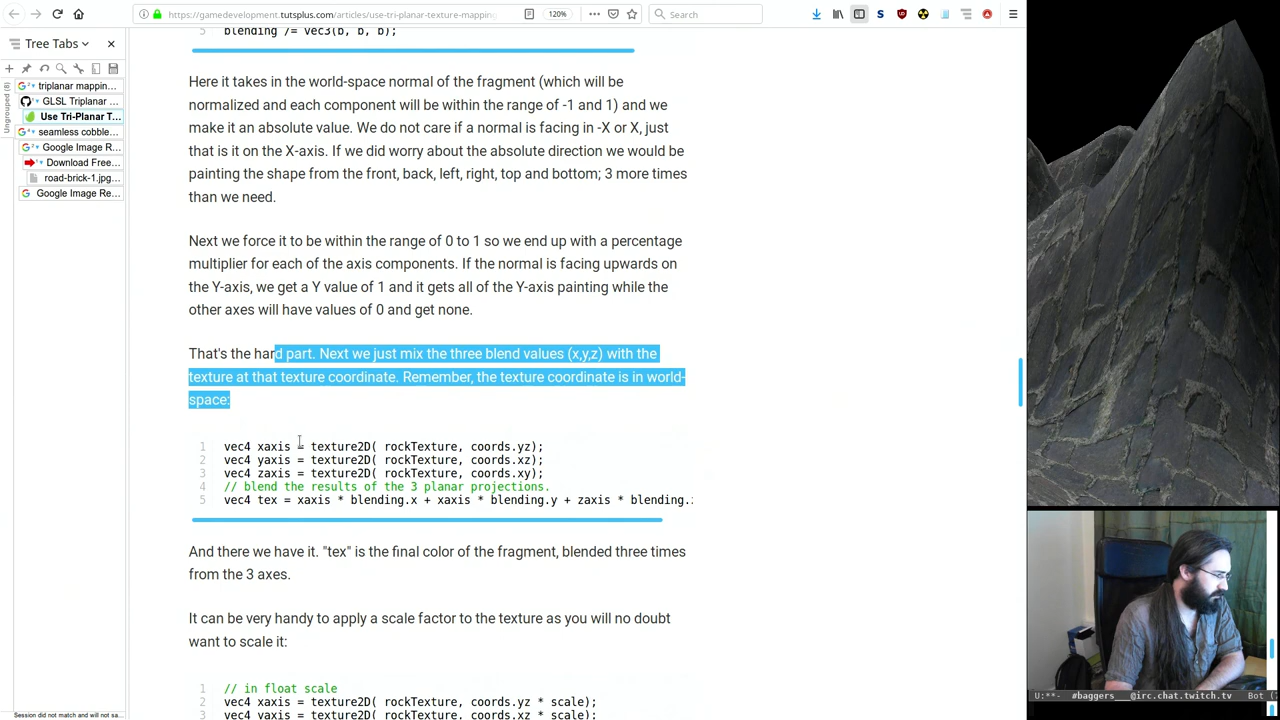 https://gamedevelopment.tutsplus.com/articles/use-tri-planar-texture-mapping
120%
Search
Tree Tabs
triplanar mappin...
GLSL Triplanar ...
Use Tri-Planar T...
seamless cobble...
Google Image R...
Download Free...
road-brick-1.jpg...
Google Image Re...
Ungrouped (8)
5 blending /= vec3(b, b, b);
Here it takes in the world-space normal of the fragment (which will be
normalized and each component will be within the range of -1 and 1) and we
make it an absolute value. We do not care if a normal is facing in -X or X, just
that is it on the X-axis. If we did worry about the absolute direction we would be
painting the shape from the front, back, left, right, top and bottom; 3 more times
than we need.
Next we force it to be within the range of 0 to 1 so we end up with a percentage
multiplier for each of the axis components. If the normal is facing upwards on
the Y-axis, we get a Y value of 1 and it gets all of the Y-axis painting while the
other axes will have values of 0 and get none.
That's the hard part. Next we just mix the three blend values (x,y,z) with the
texture at that texture coordinate. Remember, the texture coordinate is in world-
space:
1 vec4 xaxis = texture2D( rockTexture, coords.yz);
2 vec4 yaxis = texture2D( rockTexture, coords.xz);
3 vec4 zaxis = texture2D( rockTexture, coords.xy);
4 // blend the results of the 3 planar projections.
5 vec4 tex = xaxis * blending.x + xaxis * blending.y + zaxis * blending.
And there we have it. "tex" is the final color of the fragment, blended three times
from the 3 axes.
It can be very handy to apply a scale factor to the texture as you will no doubt
want to scale it:
1 // in float scale
2 vec4 xaxis = texture2D( rockTexture, coords.yz * scale);
3 vec4 yaxis = texture2D( rockTexture, coords.xz * scale);
Session did not match and will not sa...
U:**- #baggers__@irc.chat.twitch.tv Bot